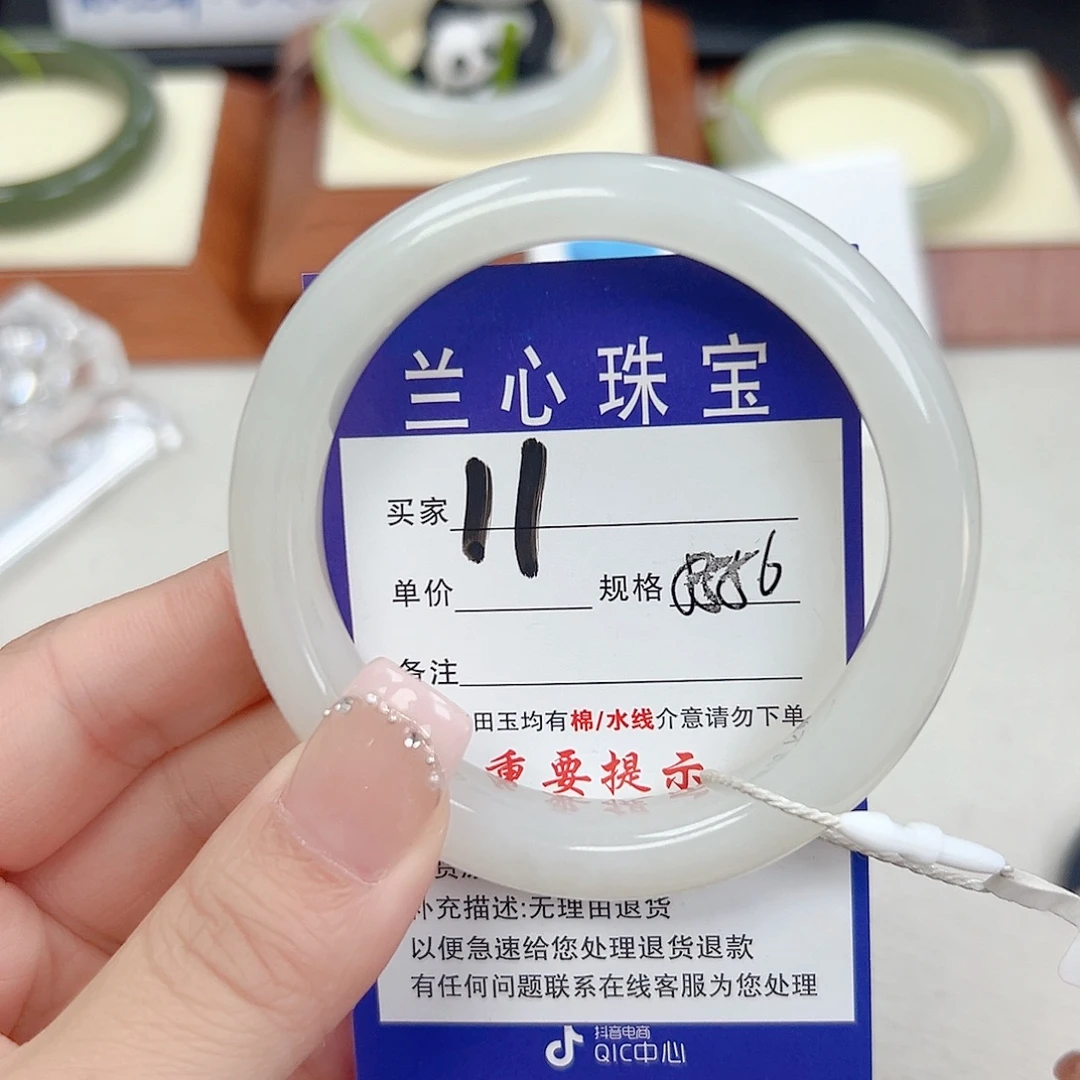 兰心珠宝
买家 11
单价 规格 6
备注
田玉均有棉/水线介意请勿下单
重要提示
补充描述:无理由退货
以便急速给您处理退货退款
有任何问题联系在线客服为您处理
抖音电商
QIC中心